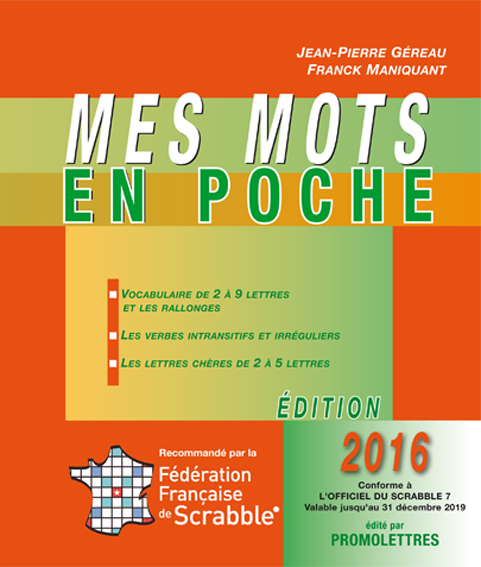 JEAN-PIERRE GÉREAU
FRANCK MANIQUANT
MES MOTS
EN POCHE
VOCABULAIRE DE 2 À 9 LETTRES
ET LES RALLONGES
LES VERBES INTRANSITIFS ET IRRÉGULIERS
LES LETTRES CHÈRES DE 2 À 5 LETTRES
ÉDITION
2016
Conforme à
L'OFFICIEL DU SCRABBLE 7
Valable jusqu'au 31 décembre 2019
édité par
PROMOLETTRES
Recommandé par la
Fédération
Française
de Scrabble